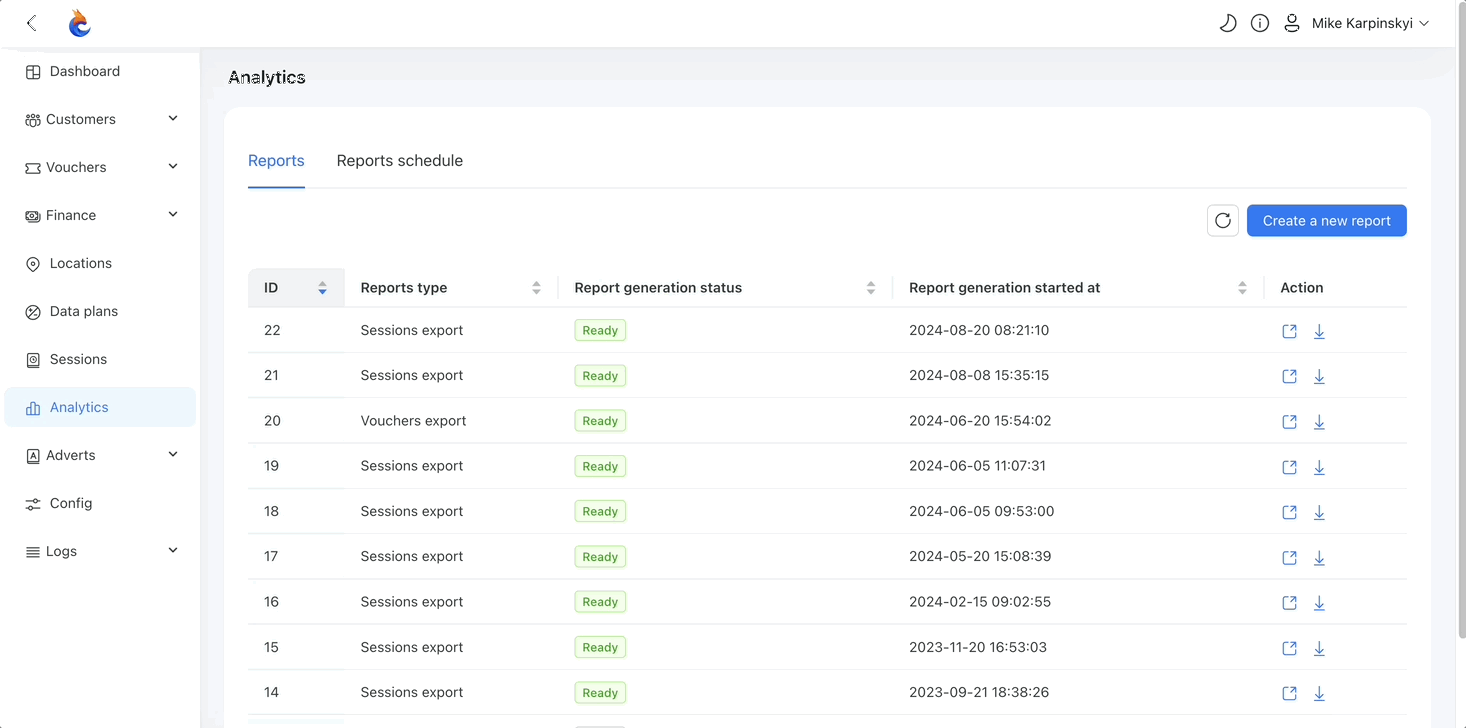 Mike Karpinskyi
Dashboard
Customers
Vouchers
Finance
Locations
Data plans
Sessions
Analytics
Adverts
Config
Logs
Analytics
Reports Reports schedule
Create a new report
ID Reports type Report generation status Report generation started at Action
22 Sessions export Ready 2024-08-20 08:21:10
21 Sessions export Ready 2024-08-08 15:35:15
20 Vouchers export Ready 2024-06-20 15:54:02
19 Sessions export Ready 2024-06-05 11:07:31
18 Sessions export Ready 2024-06-05 09:53:00
17 Sessions export Ready 2024-05-20 15:08:39
16 Sessions export Ready 2024-02-15 09:02:55
15 Sessions export Ready 2023-11-20 16:53:03
14 Sessions export Ready 2023-09-21 18:38:26